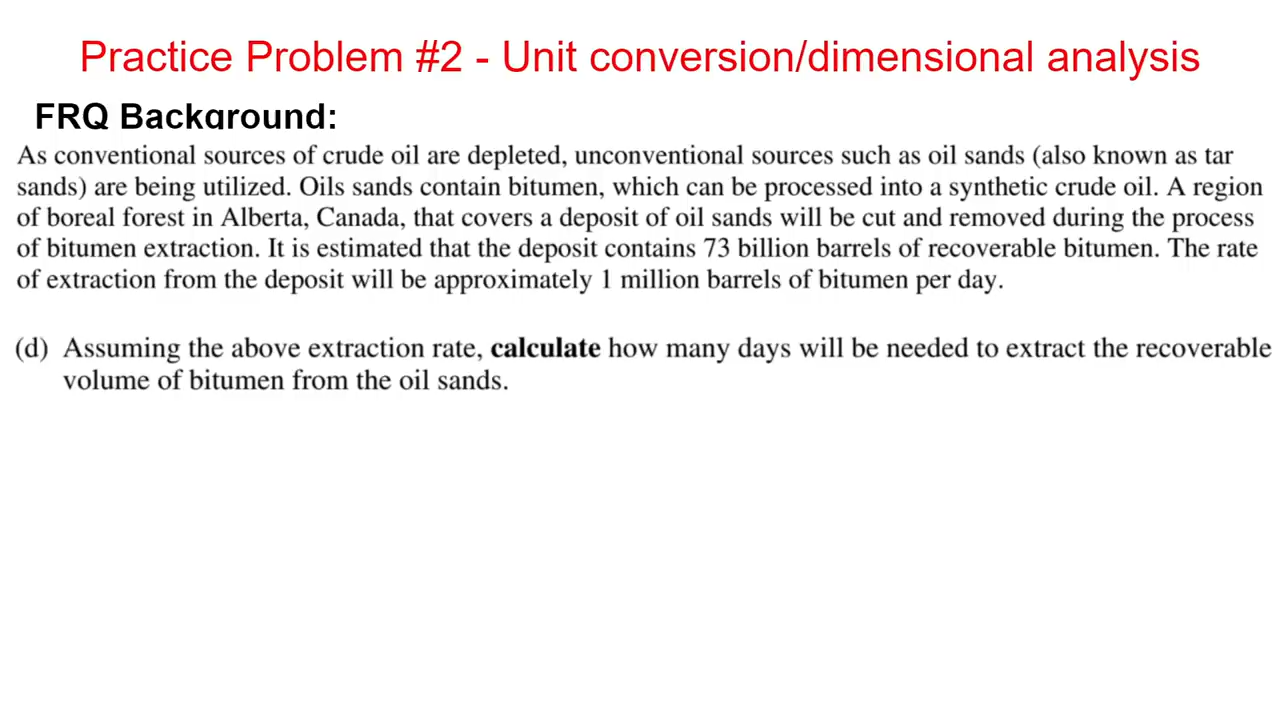 Practice Problem #2 - Unit conversion/dimensional analysis
FRQ Background:
As conventional sources of crude oil are depleted, unconventional sources such as oil sands (also known as tar
sands) are being utilized. Oils sands contain bitumen, which can be processed into a synthetic crude oil. A region
of boreal forest in Alberta, Canada, that covers a deposit of oil sands will be cut and removed during the process
of bitumen extraction. It is estimated that the deposit contains 73 billion barrels of recoverable bitumen. The rate
of extraction from the deposit will be approximately 1 million barrels of bitumen per day.
(d) Assuming the above extraction rate, calculate how many days will be needed to extract the recoverable
volume of bitumen from the oil sands.